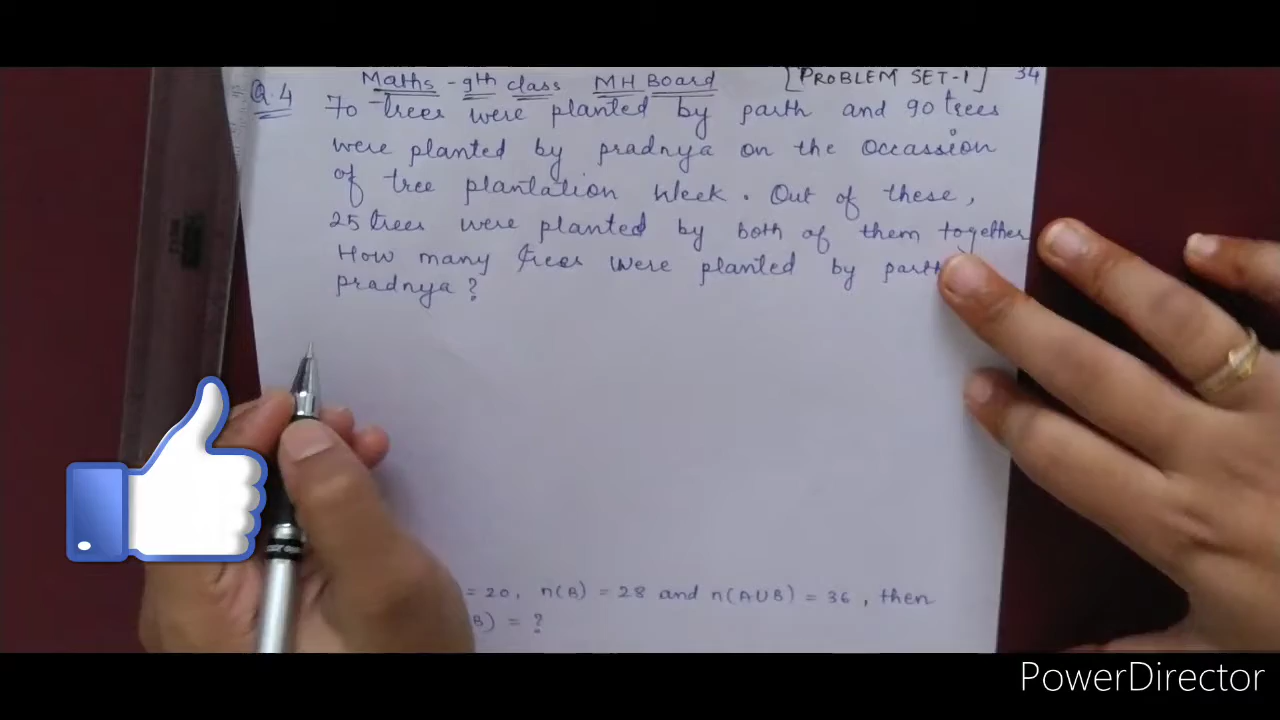 Maths - 9th class MH Board [PROBLEM SET-1] 34
Q.4 70 trees were planted by parth and 90 trees
were planted by pradnya on the occassion
of tree plantation week. Out of these,
25 trees were planted by both of them together
How many trees were planted by parth
pradnya ?
= 20, n(B) = 28 and n(AUB) = 36, then
B) = ?
PowerDirector